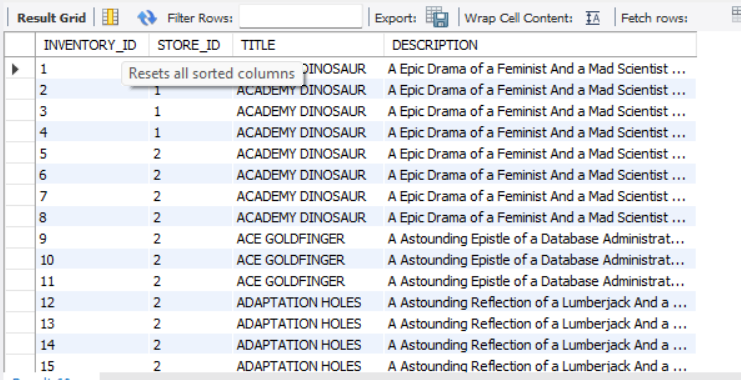 Result Grid Filter Rows: Export: Wrap Cell Content: IA Fetch rows:
INVENTORY_ID STORE_ID TITLE DESCRIPTION
1 Resets all sorted columns DINOSAUR A Epic Drama of a Feminist And a Mad Scientist ...
2 1 ACADEMY DINOSAUR A Epic Drama of a Feminist And a Mad Scientist ...
3 1 ACADEMY DINOSAUR A Epic Drama of a Feminist And a Mad Scientist ...
4 1 ACADEMY DINOSAUR A Epic Drama of a Feminist And a Mad Scientist ...
5 2 ACADEMY DINOSAUR A Epic Drama of a Feminist And a Mad Scientist ...
6 2 ACADEMY DINOSAUR A Epic Drama of a Feminist And a Mad Scientist ...
7 2 ACADEMY DINOSAUR A Epic Drama of a Feminist And a Mad Scientist ...
8 2 ACADEMY DINOSAUR A Epic Drama of a Feminist And a Mad Scientist ...
9 2 ACE GOLDFINGER A Astounding Epistle of a Database Administrat...
10 2 ACE GOLDFINGER A Astounding Epistle of a Database Administrat...
11 2 ACE GOLDFINGER A Astounding Epistle of a Database Administrat...
12 2 ADAPTATION HOLES A Astounding Reflection of a Lumberjack And a ...
13 2 ADAPTATION HOLES A Astounding Reflection of a Lumberjack And a ...
14 2 ADAPTATION HOLES A Astounding Reflection of a Lumberjack And a ...
15 2 ADAPTATION HOLES A Astounding Reflection of a Lumberjack And a ...